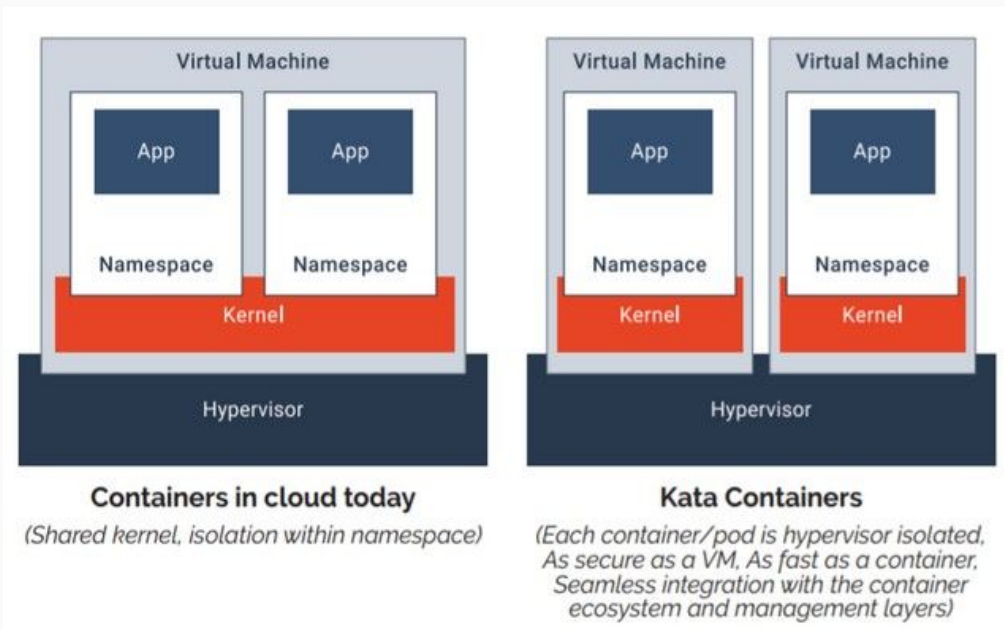 Virtual Machine
App
App
Namespace
Namespace
Kernel
Hypervisor
Containers in cloud today
(Shared kernel, isolation within namespace)
Virtual Machine
Virtual Machine
App
App
Namespace
Namespace
Kernel
Kernel
Hypervisor
Kata Containers
(Each container/pod is hypervisor isolated,
As secure as a VM, As fast as a container,
Seamless integration with the container
ecosystem and management layers)